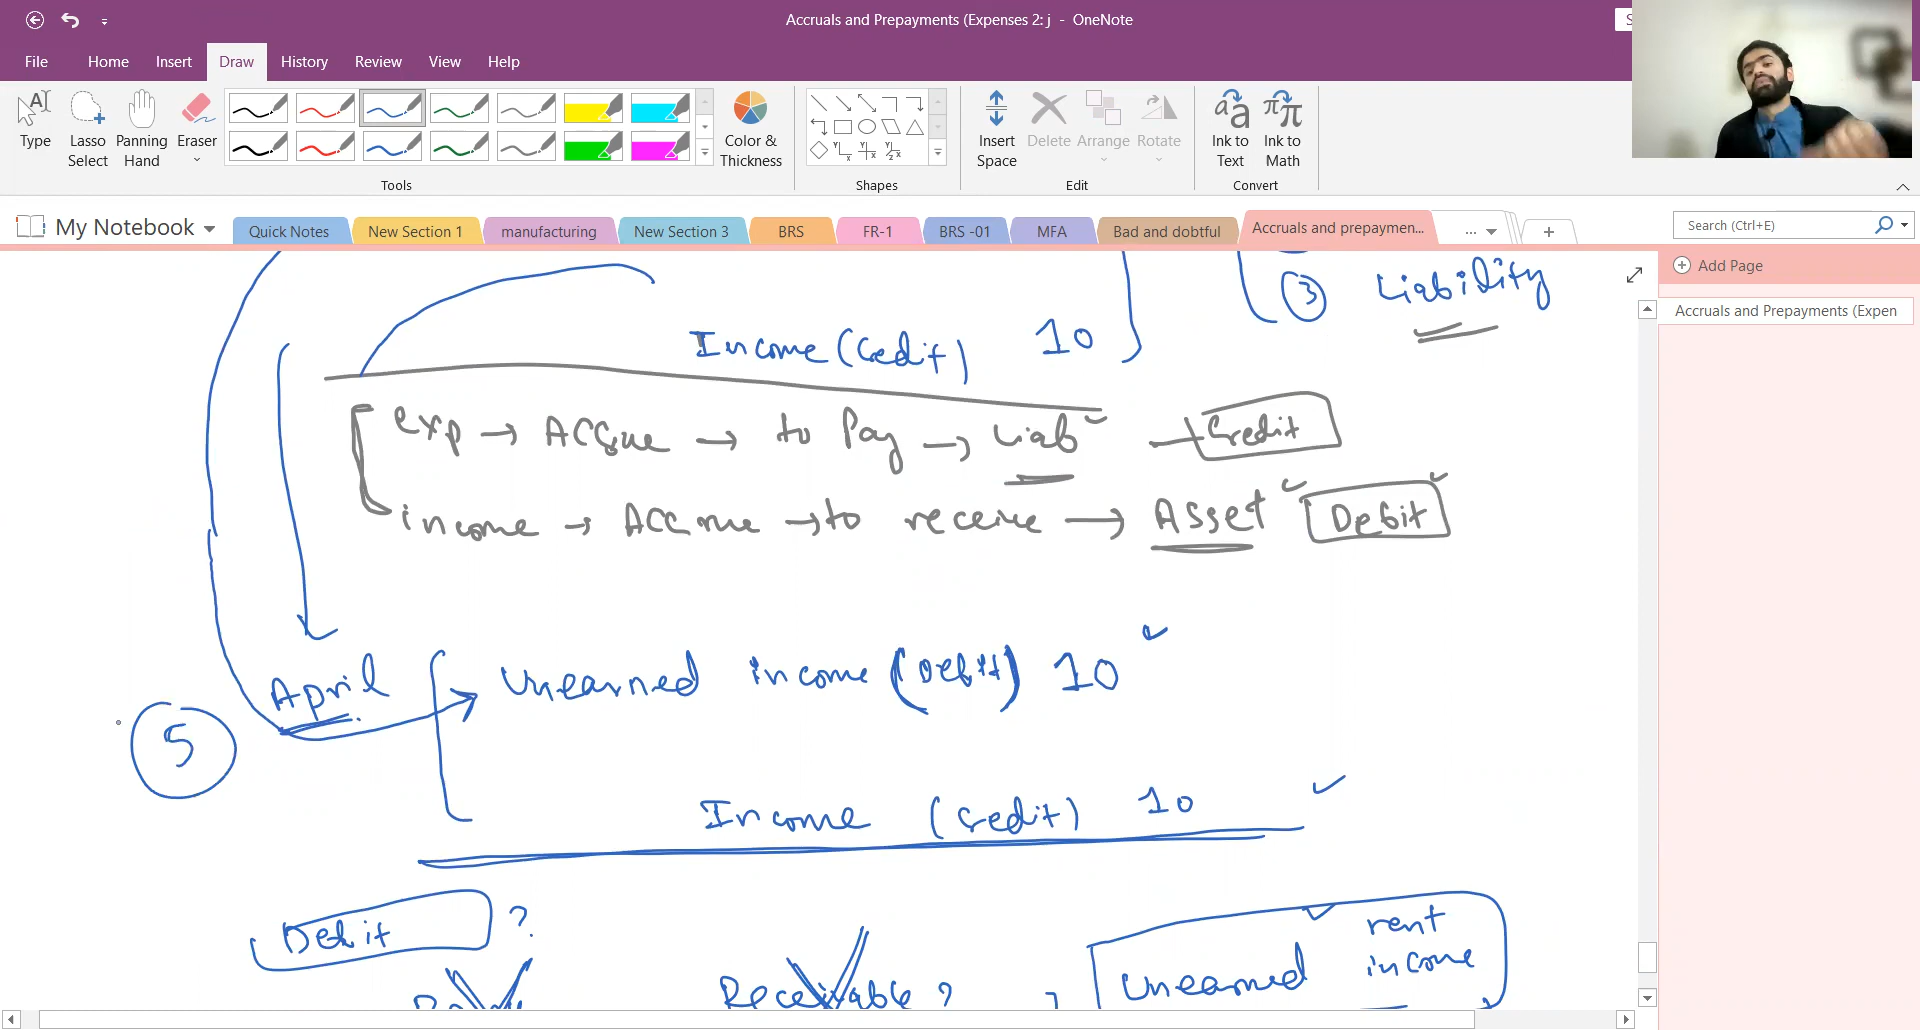 Accruals and Prepayments (Expenses 2: j - OneNote
File Home Insert Draw History Review View Help
Type
Lasso Select
Panning Hand
Eraser
Color & Thickness
Insert Space
Delete
Arrange
Rotate
Ink to Text
Ink to Math
Tools
Shapes
Edit
Convert
My Notebook
Quick Notes
New Section 1
manufacturing
New Section 3
BRS
FR-1
BRS -01
MFA
Bad and doubtful
Accruals and prepaymen...
...
Search (Ctrl+E)
Add Page
Accruals and Prepayments (Expen
3 Liability
Income (Credit) 10
exp → Accrue → to Pay → Liab Credit
income → Accrue → to receive → Asset Debit
5 April Unearned income (Debit) 10
Income (Credit) 10
Debit ?
rent
Unearned income
Receivable ?